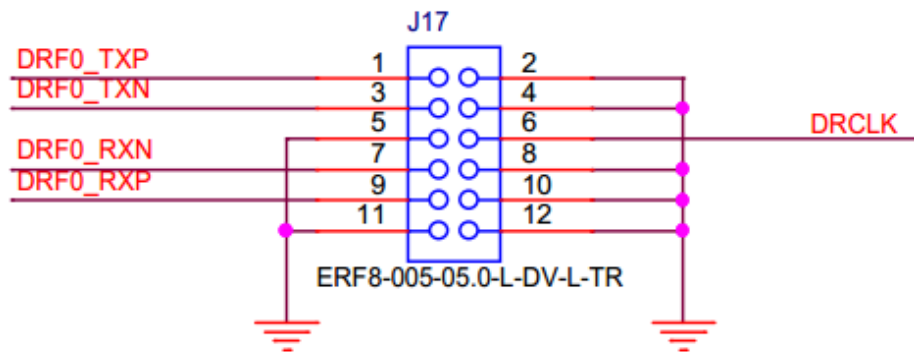 J17
DRF0_TXP 1 2
DRF0_TXN 3 4
5 6 DRCLK
DRF0_RXN 7 8
DRF0_RXP 9 10
11 12
ERF8-005-05.0-L-DV-L-TR